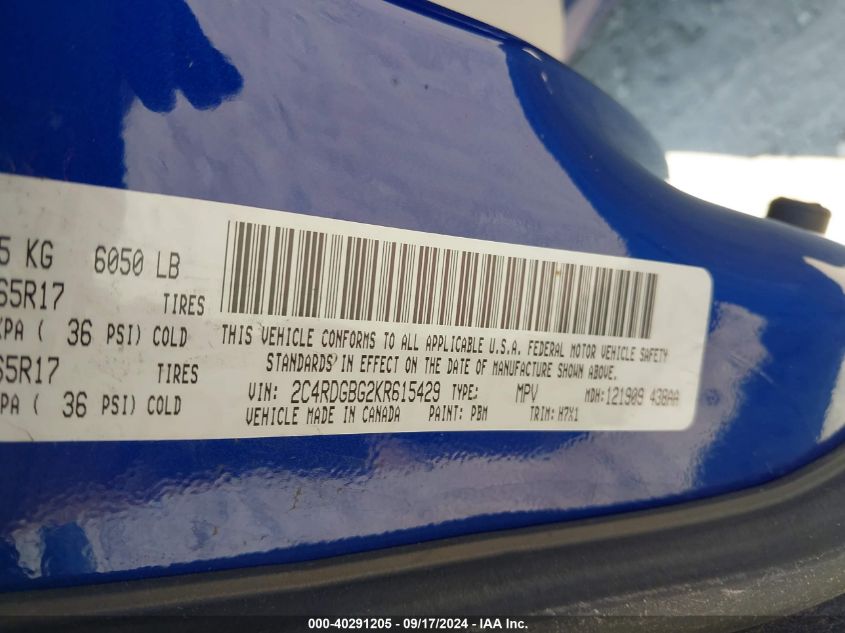 5 KG 6050 LB
65R17 TIRES
KPA ( 36 PSI) COLD
65R17 TIRES
KPA ( 36 PSI) COLD
THIS VEHICLE CONFORMS TO ALL APPLICABLE U.S.A. FEDERAL MOTOR VEHICLE SAFETY
STANDARDS IN EFFECT ON THE DATE OF MANUFACTURE SHOWN ABOVE.
VIN: 2C4RDGBG2KR615429 TYPE: MPV MDH: 121909 438AA
VEHICLE MADE IN CANADA PAINT: PBM TRIM: H7X1
000-40291205 - 09/17/2024 - IAA Inc.